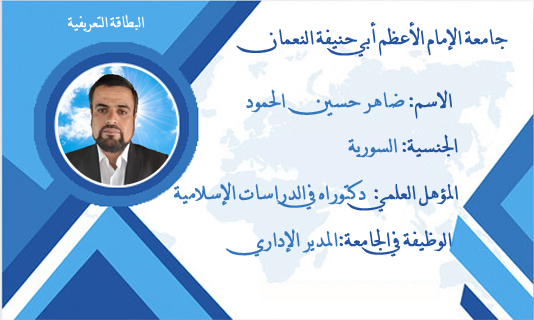 البطاقة التعريفية
جامعة الإمام الأعظم أبي حنيفة النعمان
الاسم: ضاهر حسين الحمود
الجنسية: السورية
المؤهل العلمي: دكتوراه في الدراسات الإسلامية
الوظيفة في الجامعة: المدير الإداري